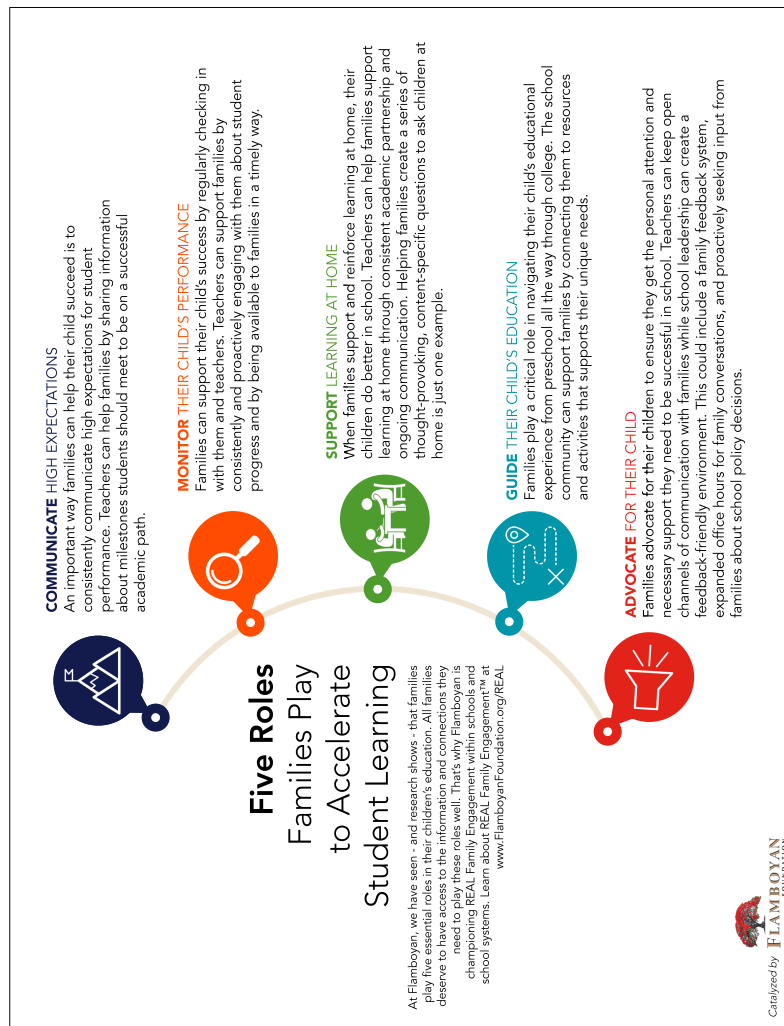 Five Roles
Families Play
to Accelerate
Student Learning
At Flamboyan, we have seen - and research shows - that families
play five essential roles in their children's education. All families
deserve to have access to the information and connections they
need to play these roles well. That's why Flamboyan is
championing REAL Family Engagement within schools and
school systems. Learn about REAL Family Engagement™ at
www.FlamboyanFoundation.org/REAL
COMMUNICATE HIGH EXPECTATIONS
An important way families can help their child succeed is to
consistently communicate high expectations for student
performance. Teachers can help families by sharing information
about milestones students should meet to be on a successful
academic path.
MONITOR THEIR CHILD'S PERFORMANCE
Families can support their child's success by regularly checking in
with them and teachers. Teachers can support families by
consistently and proactively engaging with them about student
progress and by being available to families in a timely way.
SUPPORT LEARNING AT HOME
When families support and reinforce learning at home, their
children do better in school. Teachers can help families support
learning at home through consistent academic partnership and
ongoing communication. Helping families create a series of
thought-provoking, content-specific questions to ask children at
home is just one example.
GUIDE THEIR CHILD'S EDUCATION
Families play a critical role in navigating their child's educational
experience from preschool all the way through college. The school
community can support families by connecting them to resources
and activities that supports their unique needs.
ADVOCATE FOR THEIR CHILD
Families advocate for their children to ensure they get the personal attention and
necessary support they need to be successful in school. Teachers can keep open
channels of communication with families while school leadership can create a
feedback-friendly environment. This could include a family feedback system,
expanded office hours for family conversations, and proactively seeking input from
families about school policy decisions.
Catalyzed by FLAMBOYAN